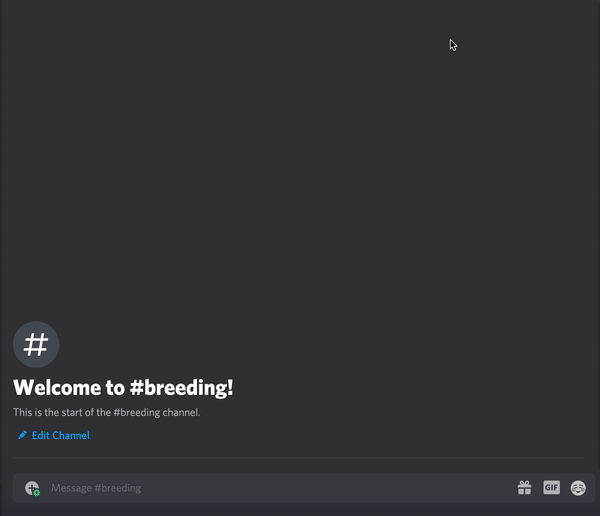 #
Welcome to #breeding!
This is the start of the #breeding channel.
Edit Channel
Message #breeding
GIF